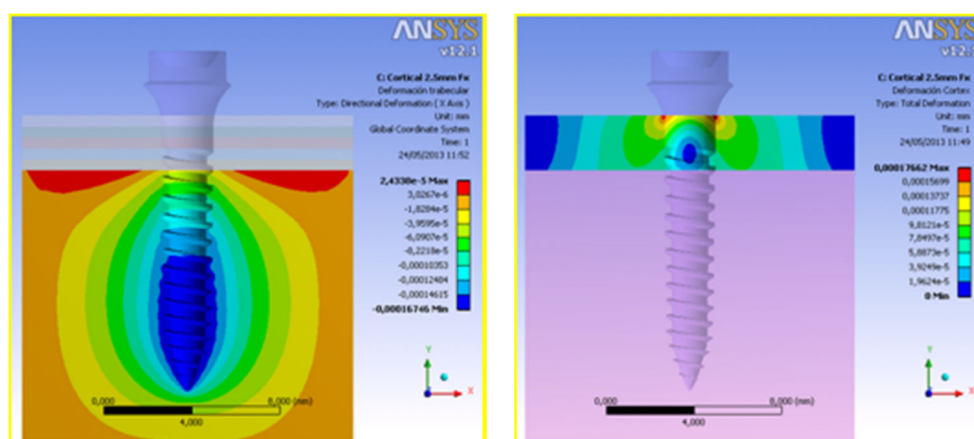 ANSYS
v12.1
C: Cortical 2.5mm Fx
Deformación trabecular
Type: Directional Deformation ( X Axis )
Unit: mm
Global Coordinate System
Time: 1
24/05/2013 11:52
2,4338e-5 Max
3,0267e-6
-1,8284e-5
-3,9595e-5
-6,0907e-5
-8,2218e-5
-0,00010353
-0,00012484
-0,00014615
-0,00016746 Min
Y
X
0,000
8,000 (mm)
4,000
ANSYS
v12.1
C: Cortical 2.5mm Fx
Deformación Cortex
Type: Total Deformation
Unit: mm
Time: 1
24/05/2013 11:49
0,00017662 Max
0,00015699
0,00013737
0,00011775
9,8121e-5
7,8497e-5
5,8873e-5
3,9249e-5
1,9624e-5
0 Min
Y
X
0,000
8,000 (mm)
4,000